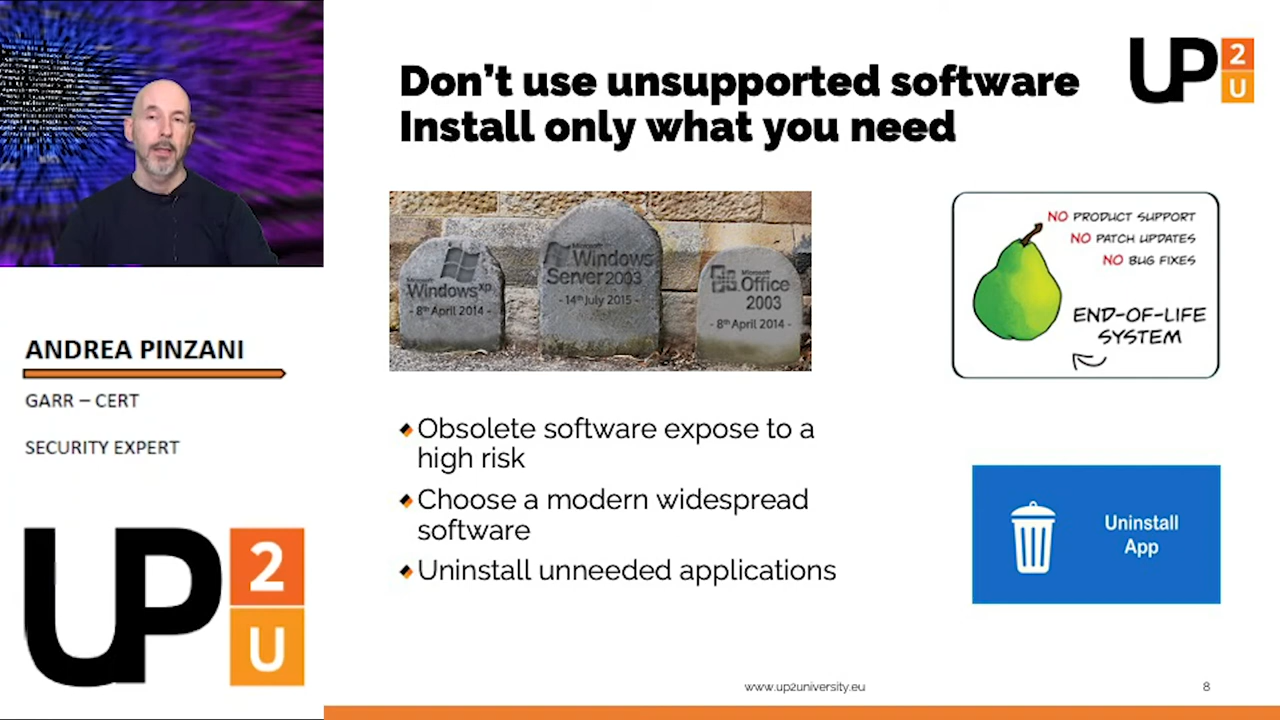 Don't use unsupported software
Install only what you need
UP
2
U
Microsoft
Windows xp
- 8th April 2014 -
Microsoft
Windows
Server 2003
- 14th July 2015 -
Microsoft
Office
2003
- 8th April 2014 -
NO PRODUCT SUPPORT
NO PATCH UPDATES
NO BUG FIXES
END-OF-LIFE
SYSTEM
ANDREA PINZANI
GARR – CERT
SECURITY EXPERT
Obsolete software expose to a
high risk
Choose a modern widespread
software
Uninstall unneeded applications
Uninstall
App
UP
2
U
www.up2university.eu
8